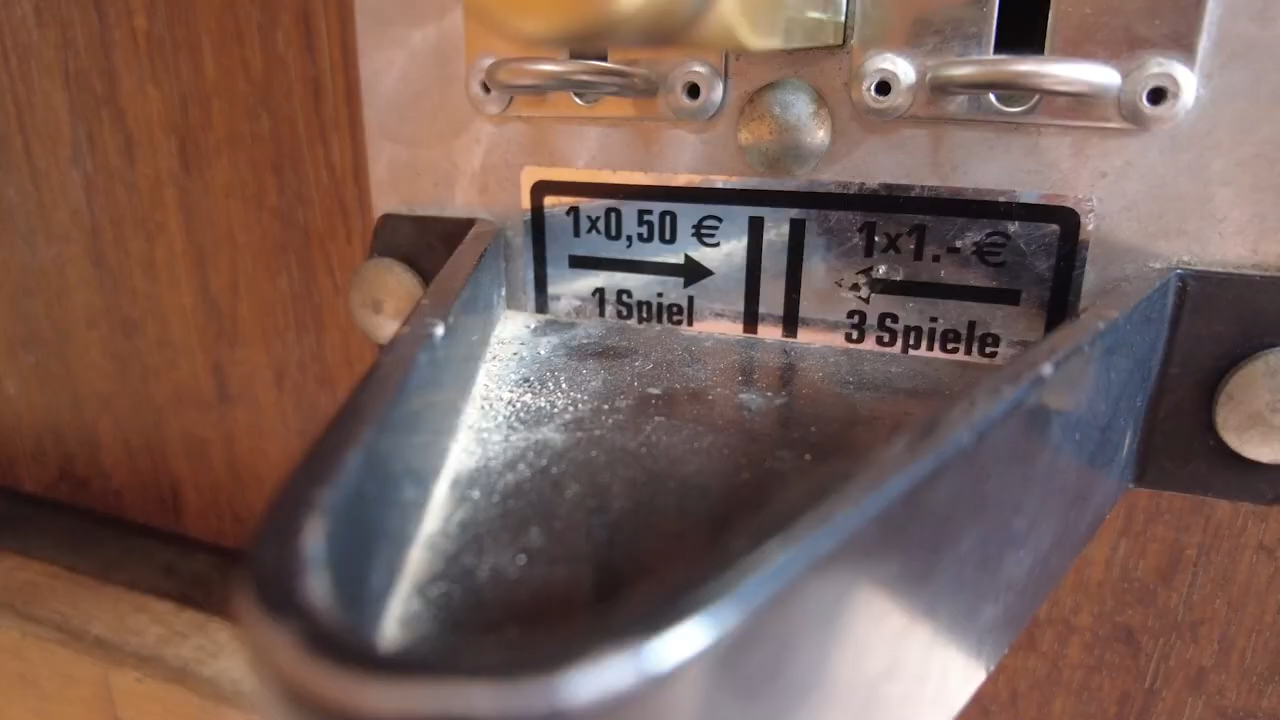 1x0,50 €
1 Spiel
1x1.- €
3 Spiele